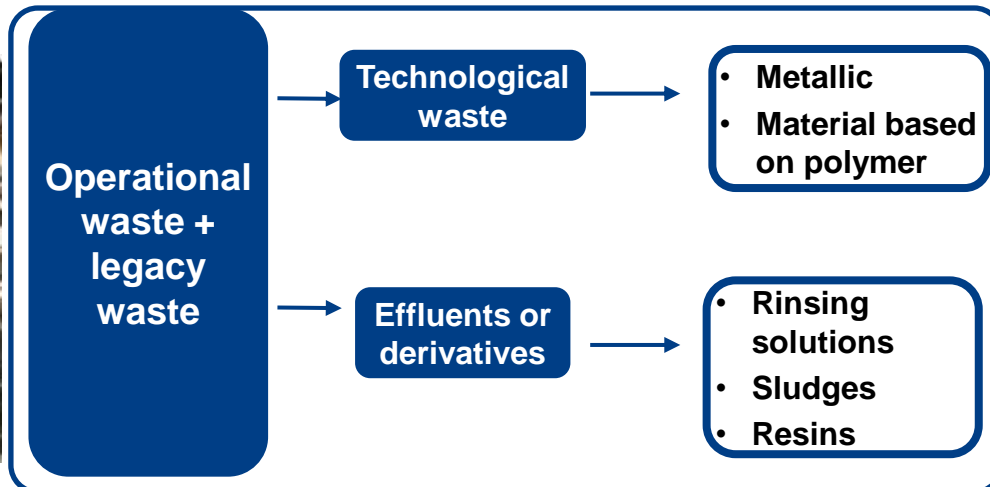 Operational
waste +
legacy
waste
Technological
waste
• Metallic
• Material based
on polymer
Effluents or
derivatives
• Rinsing
solutions
• Sludges
• Resins